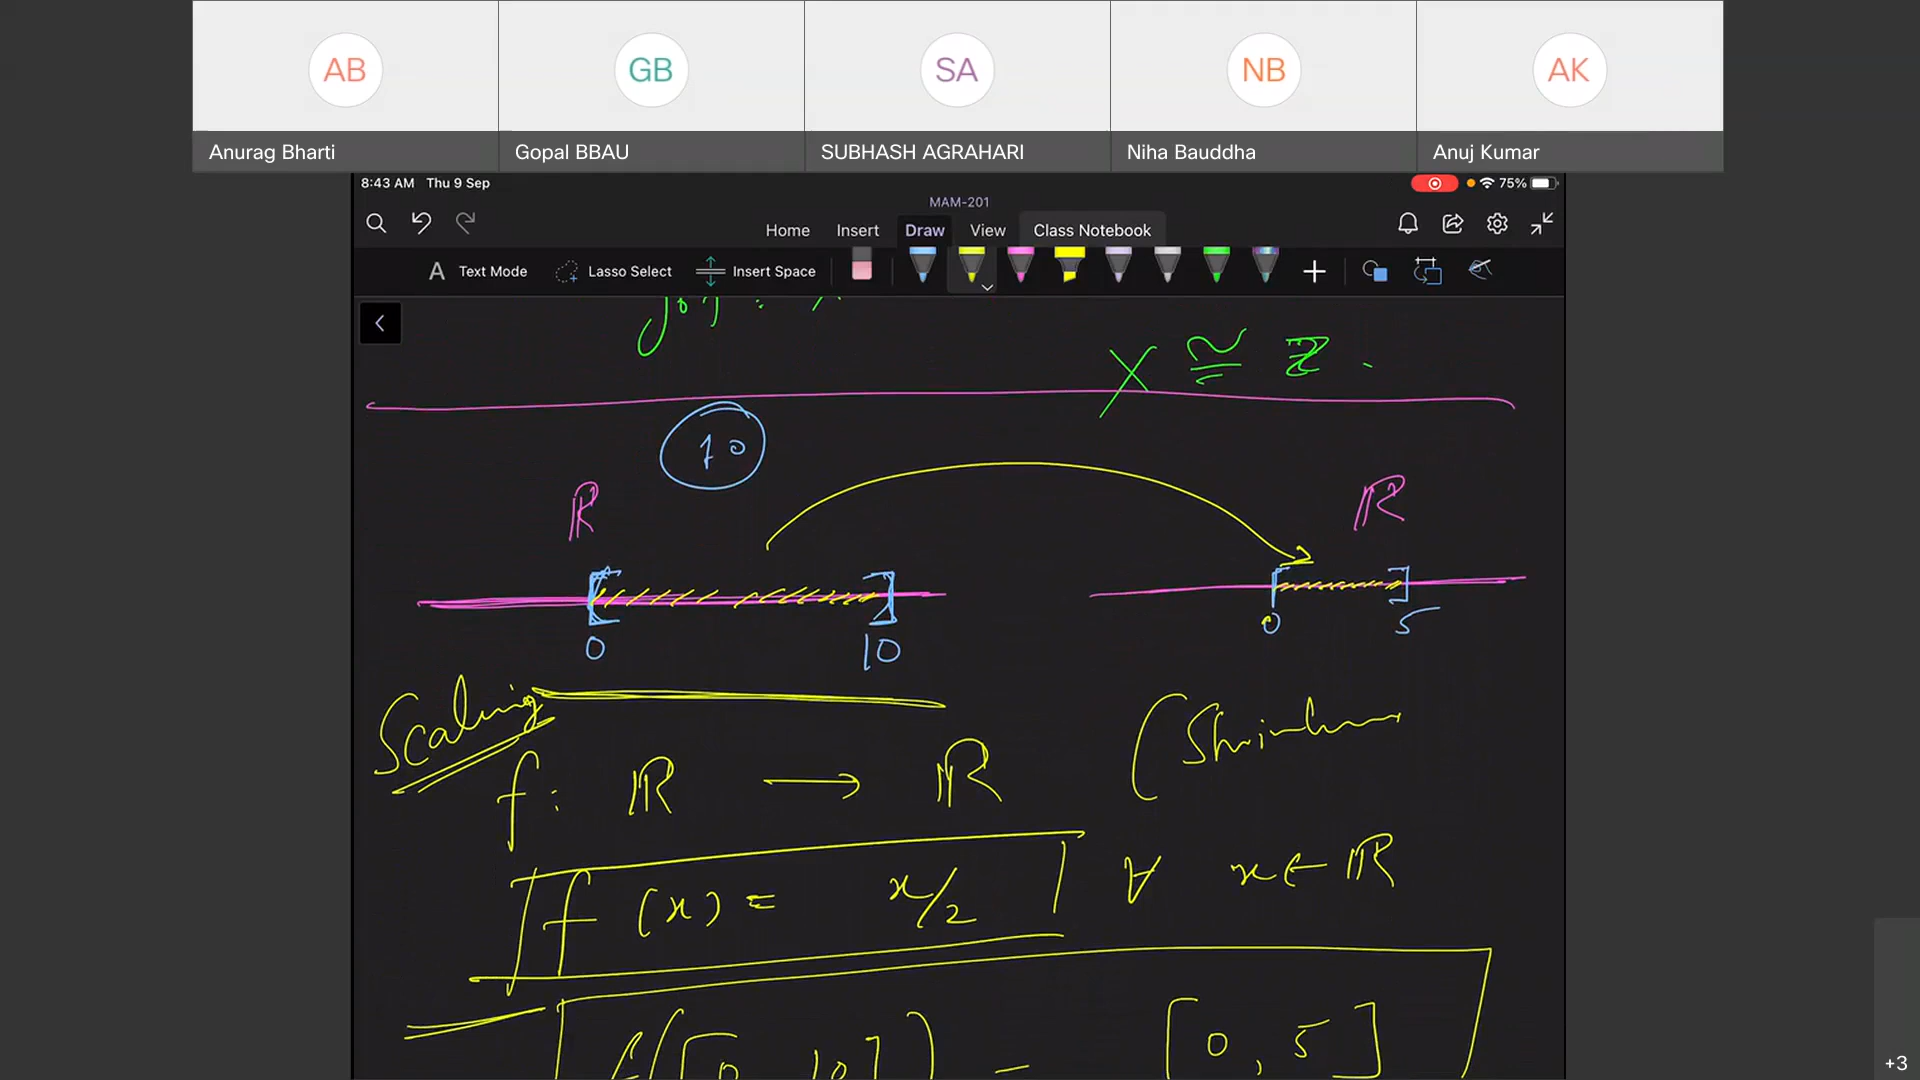 AB GB SA NB AK
Anurag Bharti Gopal BBAU SUBHASH AGRAHARI Niha Bauddha Anuj Kumar
8:43 AM Thu 9 Sep 75%
MAM-201
Home Insert Draw View Class Notebook
A Text Mode Lasso Select Insert Space
X ≅ Z .
10
ℝ ℝ
0 10 0 5
Scaling
f : ℝ → ℝ
f (x) = x/2 ∀ x ∈ ℝ
f([0, 10]) = [0, 5]
+3